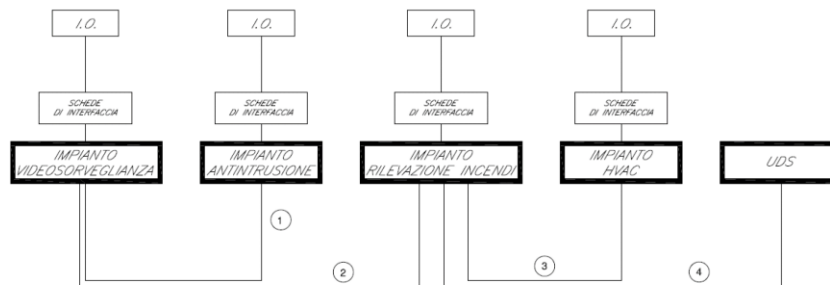 I.O.
I.O.
I.O.
I.O.
SCHEDE
DI INTERFACCIA
SCHEDE
DI INTERFACCIA
SCHEDE
DI INTERFACCIA
SCHEDE
DI INTERFACCIA
IMPIANTO
VIDEOSORVEGLIANZA
IMPIANTO
ANTINTRUSIONE
IMPIANTO
RILEVAZIONE INCENDI
IMPIANTO
HVAC
UDS
1
2
3
4